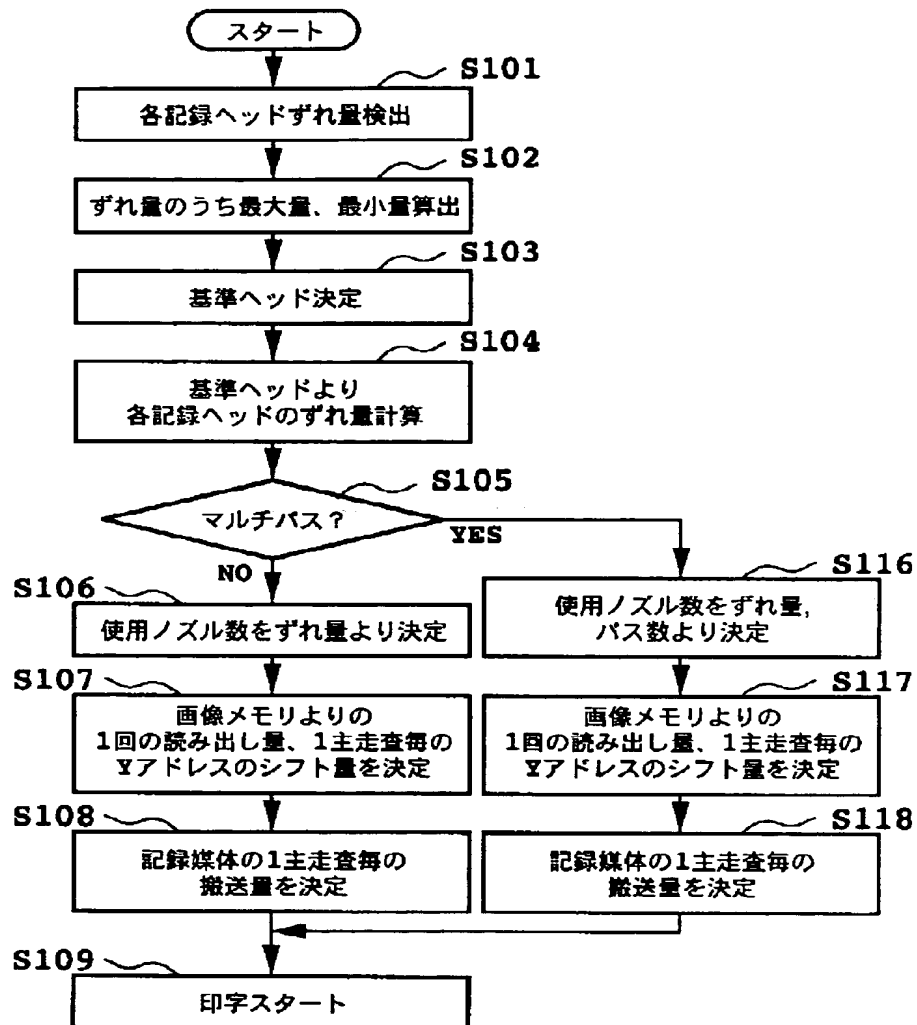 スタート
S101
各記録ヘッドずれ量検出
S102
ずれ量のうち最大量、最小量算出
S103
基準ヘッド決定
S104
基準ヘッドより
各記録ヘッドのずれ量計算
S105
マルチパス?
YES
NO
S106
使用ノズル数をずれ量より決定
S107
画像メモリよりの
1回の読み出し量、1主走査毎の
Yアドレスのシフト量を決定
S108
記録媒体の1主走査毎の
搬送量を決定
S116
使用ノズル数をずれ量,
パス数より決定
S117
画像メモリよりの
1回の読み出し量、1主走査毎の
Yアドレスのシフト量を決定
S118
記録媒体の1主走査毎の
搬送量を決定
S109
印字スタート